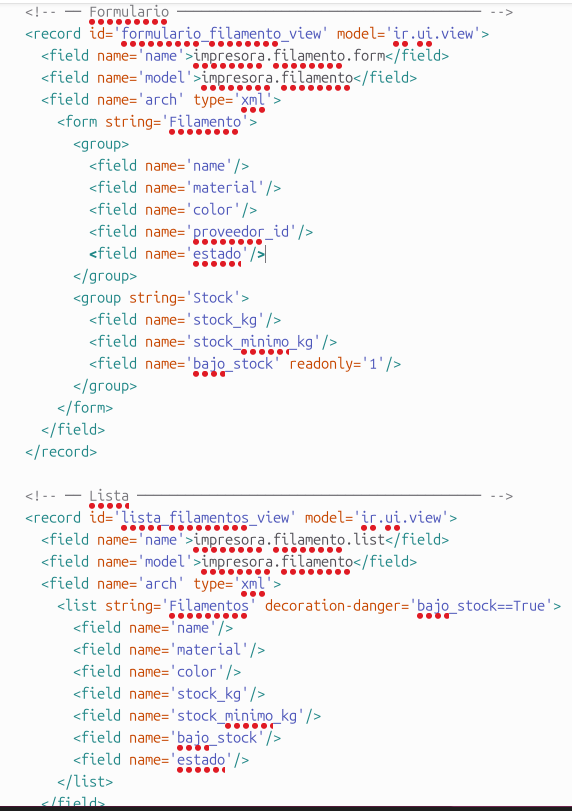 <!-- ── Formulario ─────────────────────────────────────── -->
<record id='formulario_filamento_view' model='ir.ui.view'>
<field name='name'>impresora.filamento.form</field>
<field name='model'>impresora.filamento</field>
<field name='arch' type='xml'>
<form string='Filamento'>
<group>
<field name='name'/>
<field name='material'/>
<field name='color'/>
<field name='proveedor_id'/>
<field name='estado'/>
</group>
<group string='Stock'>
<field name='stock_kg'/>
<field name='stock_minimo_kg'/>
<field name='bajo_stock' readonly='1'/>
</group>
</form>
</field>
</record>
<!-- ── Lista ──────────────────────────────────────────── -->
<record id='lista_filamentos_view' model='ir.ui.view'>
<field name='name'>impresora.filamento.list</field>
<field name='model'>impresora.filamento</field>
<field name='arch' type='xml'>
<list string='Filamentos' decoration-danger='bajo_stock==True'>
<field name='name'/>
<field name='material'/>
<field name='color'/>
<field name='stock_kg'/>
<field name='stock_minimo_kg'/>
<field name='bajo_stock'/>
<field name='estado'/>
</list>
</field>